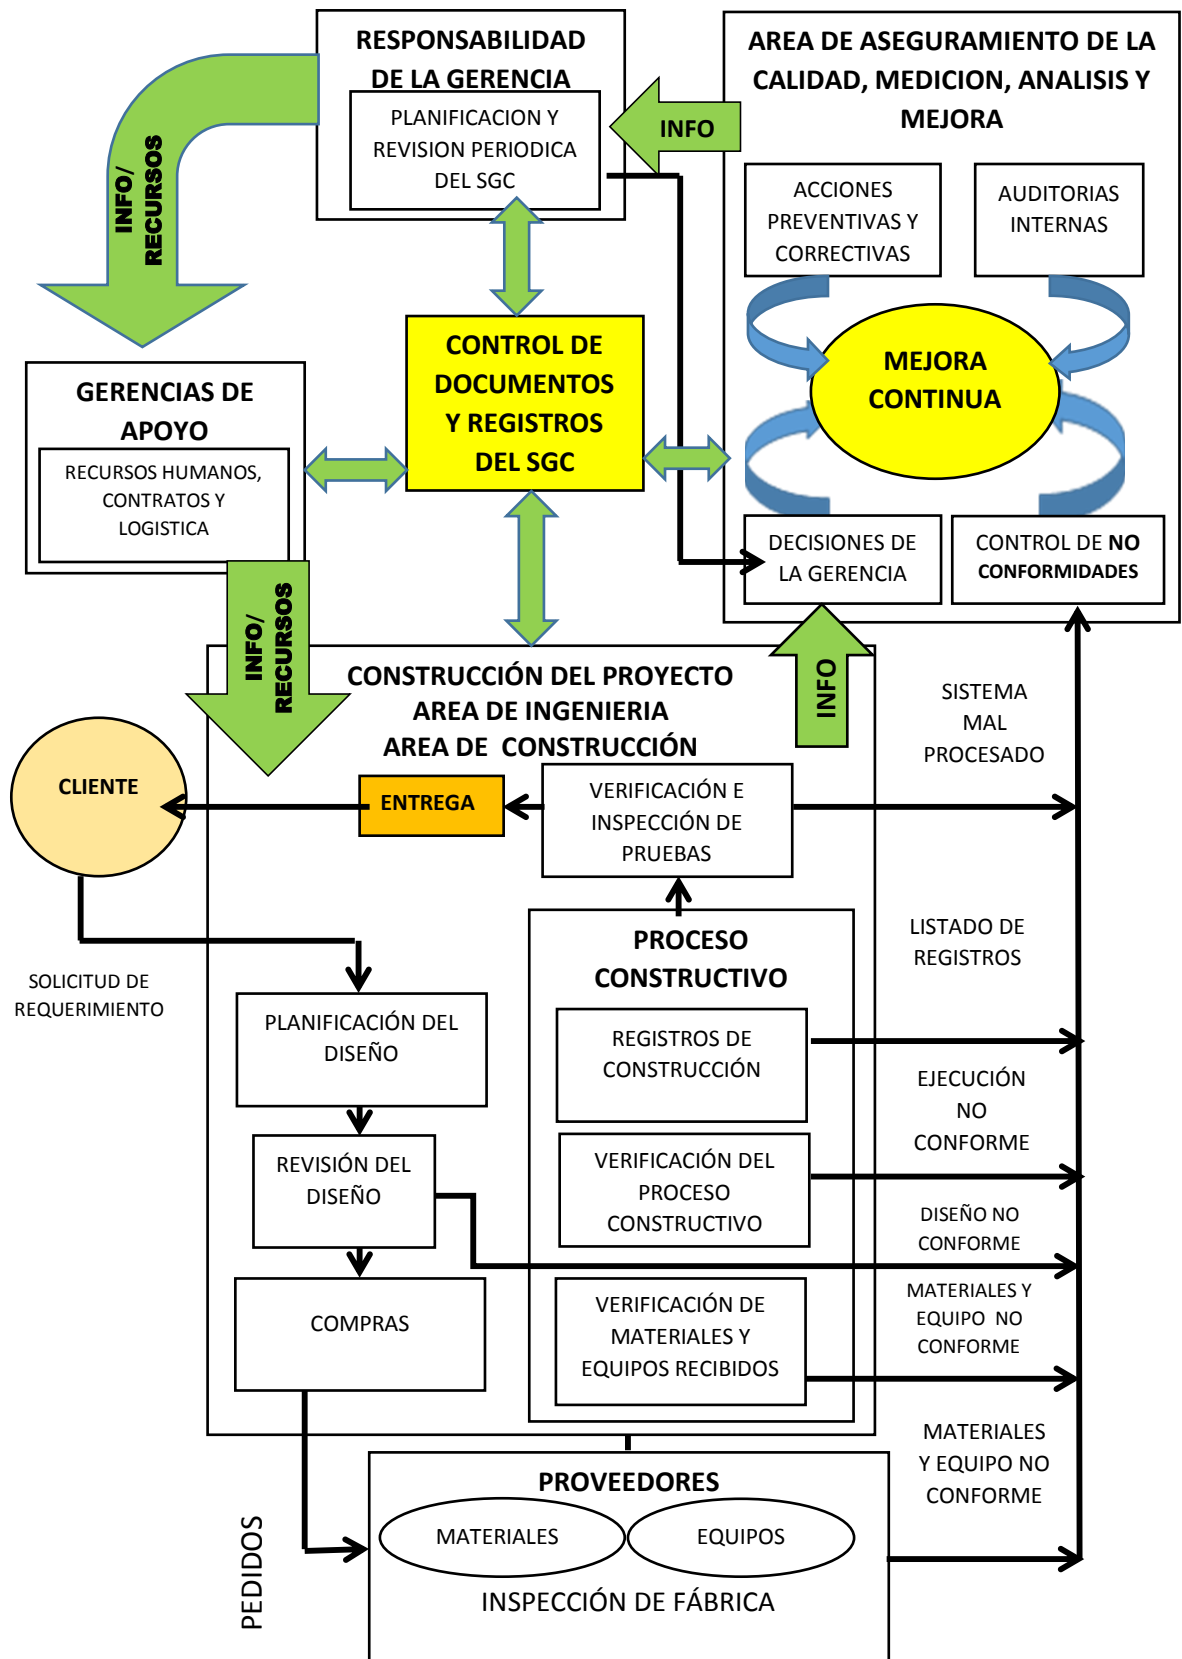 RESPONSABILIDAD
DE LA GERENCIA
PLANIFICACION Y
REVISION PERIODICA
DEL SGC
INFO
AREA DE ASEGURAMIENTO DE LA
CALIDAD, MEDICION, ANALISIS Y
MEJORA
ACCIONES
PREVENTIVAS Y
CORRECTIVAS
AUDITORIAS
INTERNAS
INFO/
RECURSOS
CONTROL DE
DOCUMENTOS
Y REGISTROS
DEL SGC
MEJORA
CONTINUA
GERENCIAS DE
APOYO
RECURSOS HUMANOS,
CONTRATOS Y
LOGISTICA
DECISIONES DE
LA GERENCIA
CONTROL DE NO
CONFORMIDADES
INFO/
RECURSOS
CONSTRUCCIÓN DEL PROYECTO
AREA DE INGENIERIA
AREA DE CONSTRUCCIÓN
INFO
SISTEMA
MAL
PROCESADO
CLIENTE
ENTREGA
VERIFICACIÓN E
INSPECCIÓN DE
PRUEBAS
LISTADO DE
REGISTROS
PROCESO
CONSTRUCTIVO
SOLICITUD DE
REQUERIMIENTO
PLANIFICACIÓN DEL
DISEÑO
REGISTROS DE
CONSTRUCCIÓN
EJECUCIÓN
NO
CONFORME
REVISIÓN DEL
DISEÑO
VERIFICACIÓN DEL
PROCESO
CONSTRUCTIVO
DISEÑO NO
CONFORME
COMPRAS
VERIFICACIÓN DE
MATERIALES Y
EQUIPOS RECIBIDOS
MATERIALES Y
EQUIPO NO
CONFORME
MATERIALES
Y EQUIPO NO
CONFORME
PROVEEDORES
MATERIALES
EQUIPOS
INSPECCIÓN DE FÁBRICA
PEDIDOS